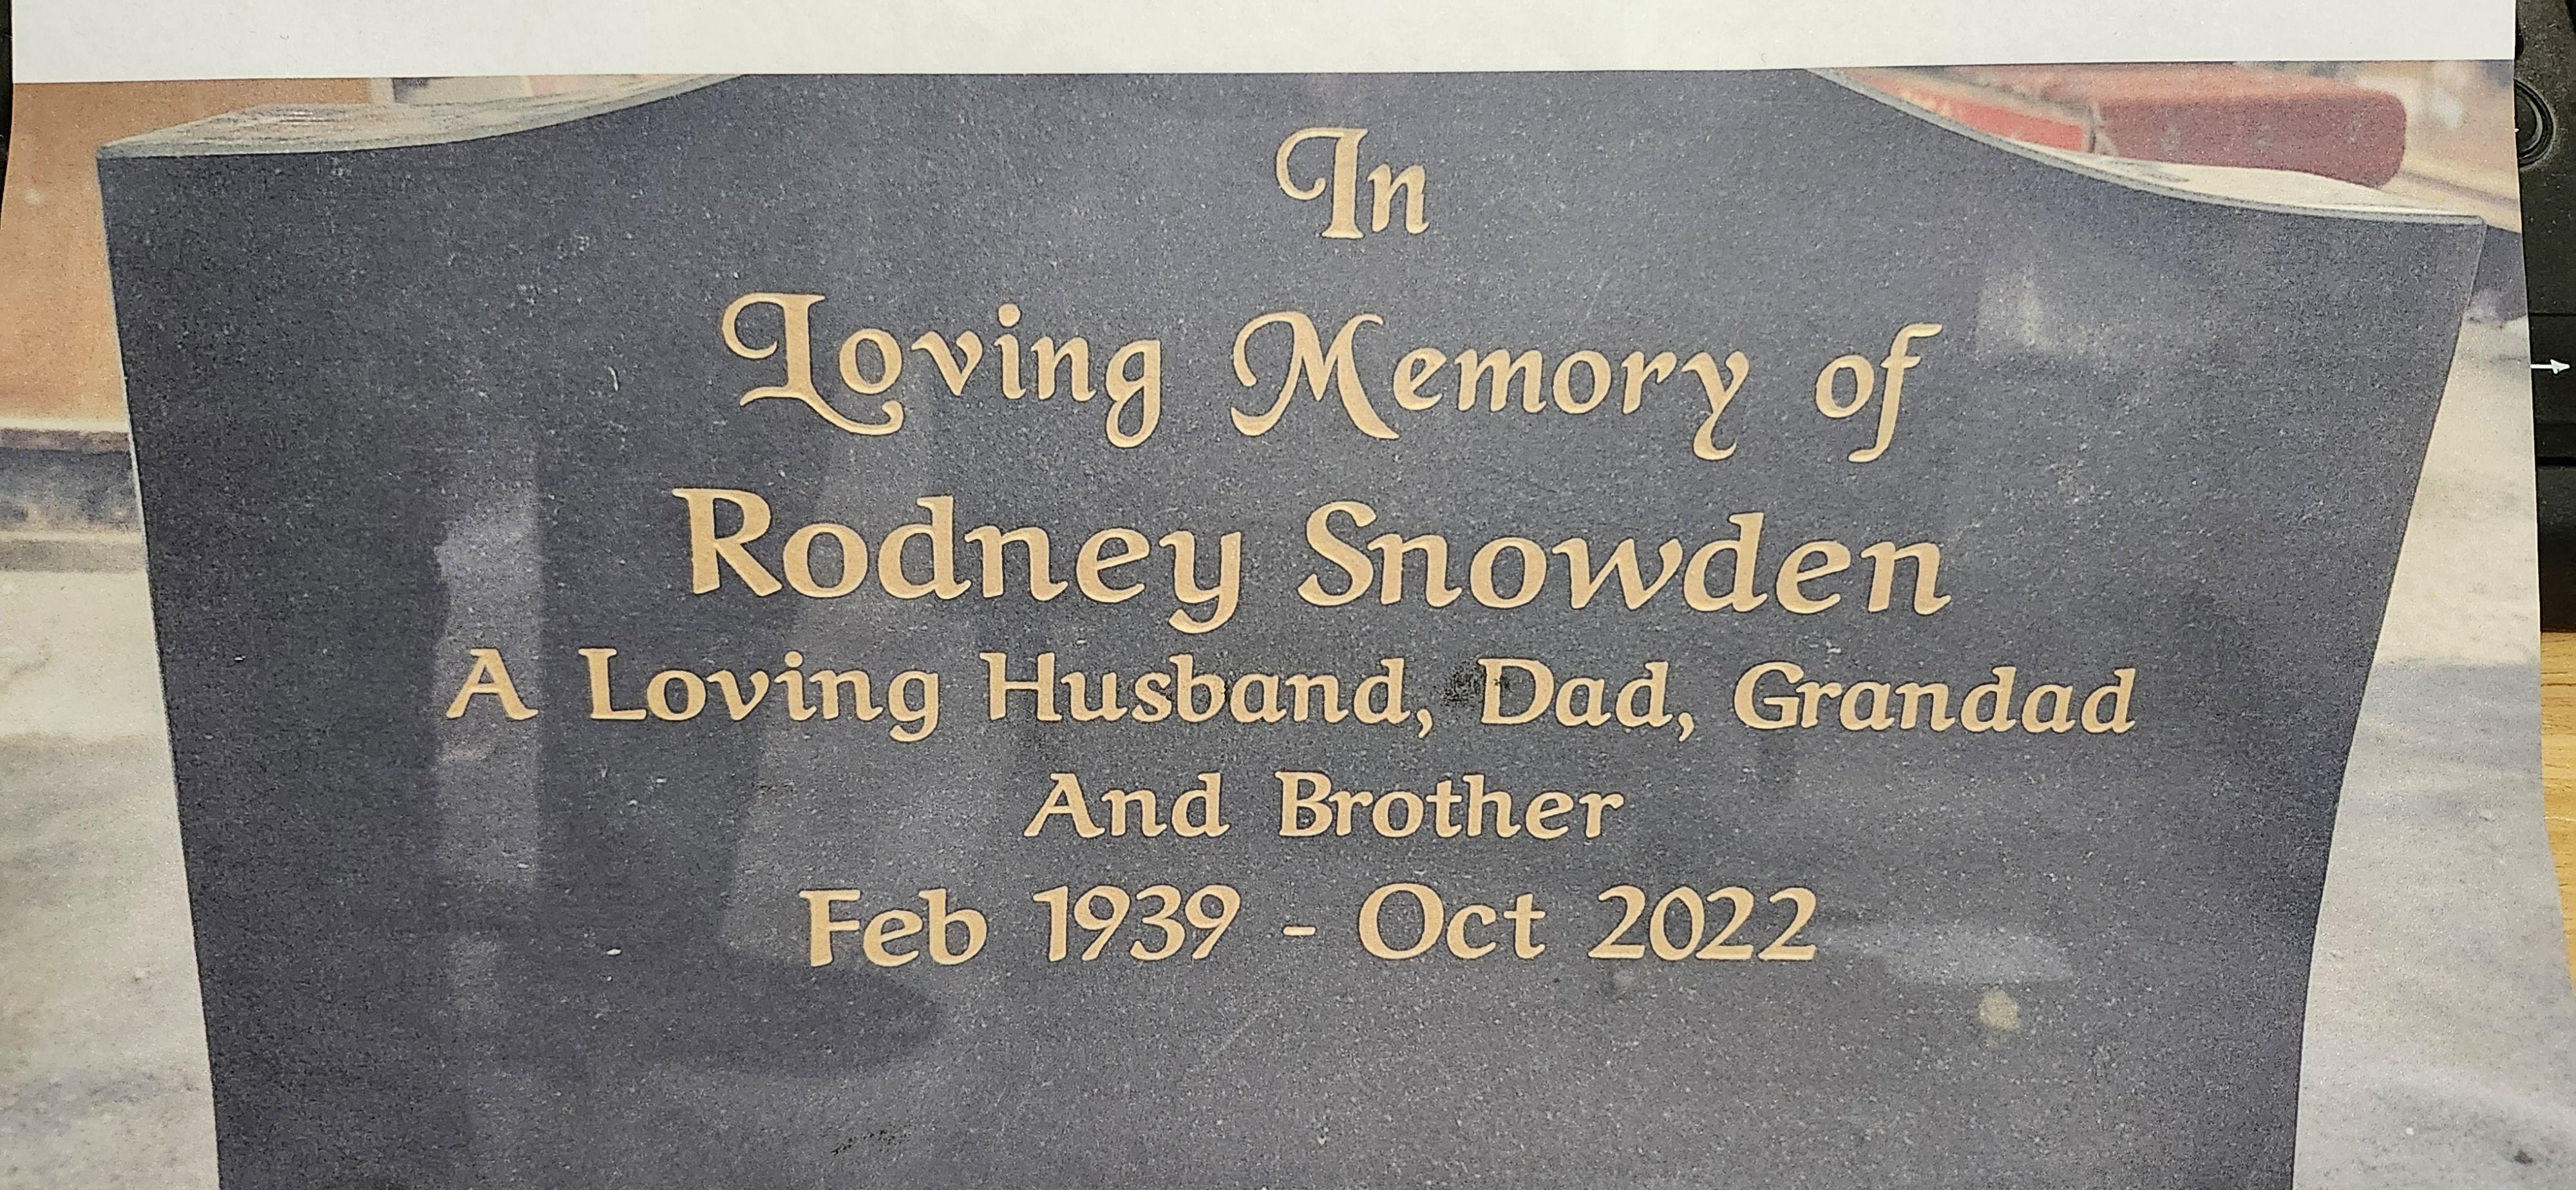 In
Loving Memory of
Rodney Snowden
A Loving Husband, Dad, Grandad
And Brother
Feb 1939 - Oct 2022